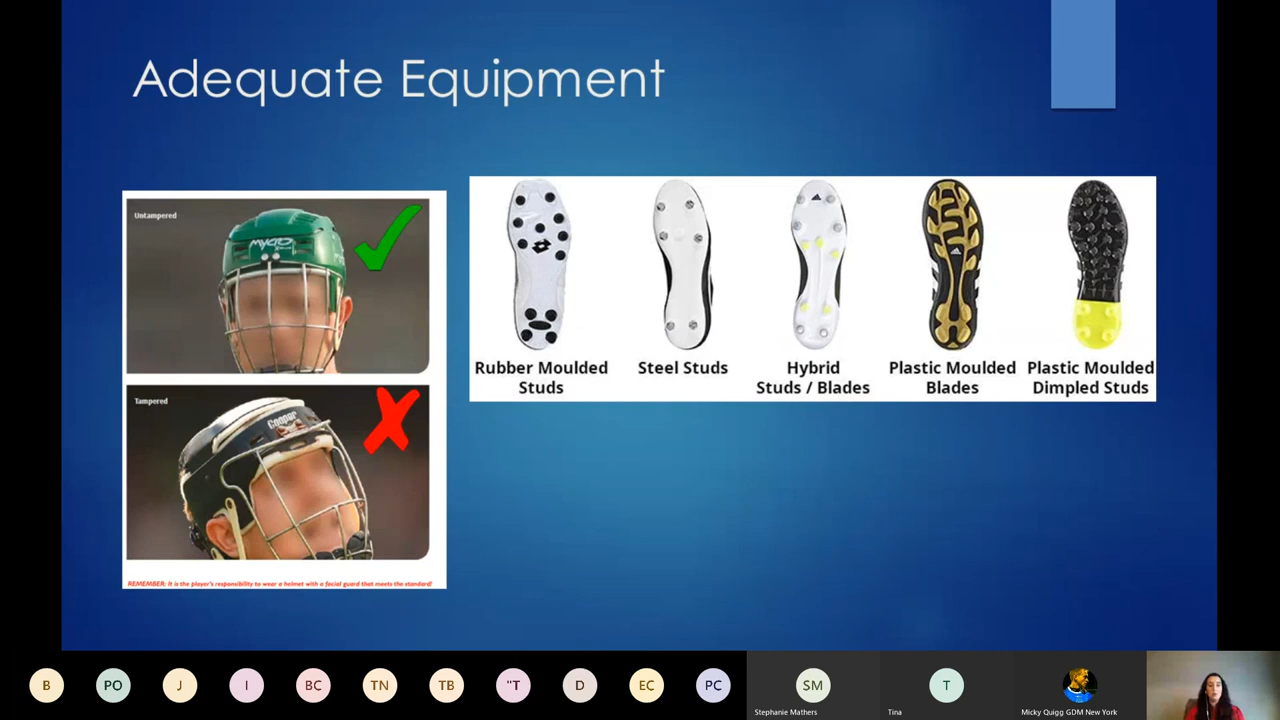 Adequate Equipment
Untampered
MYCRO
Tampered
Cooper
REMEMBER: It is the player's responsibility to wear a helmet with a facial guard that meets the standard!
Rubber Moulded
Studs
Steel Studs
Hybrid
Studs / Blades
Plastic Moulded
Blades
Plastic Moulded
Dimpled Studs
B
PO
J
I
BC
TN
TB
"T
D
EC
PC
SM
Stephanie Mathers
T
Tina
Micky Quigg GDM New York